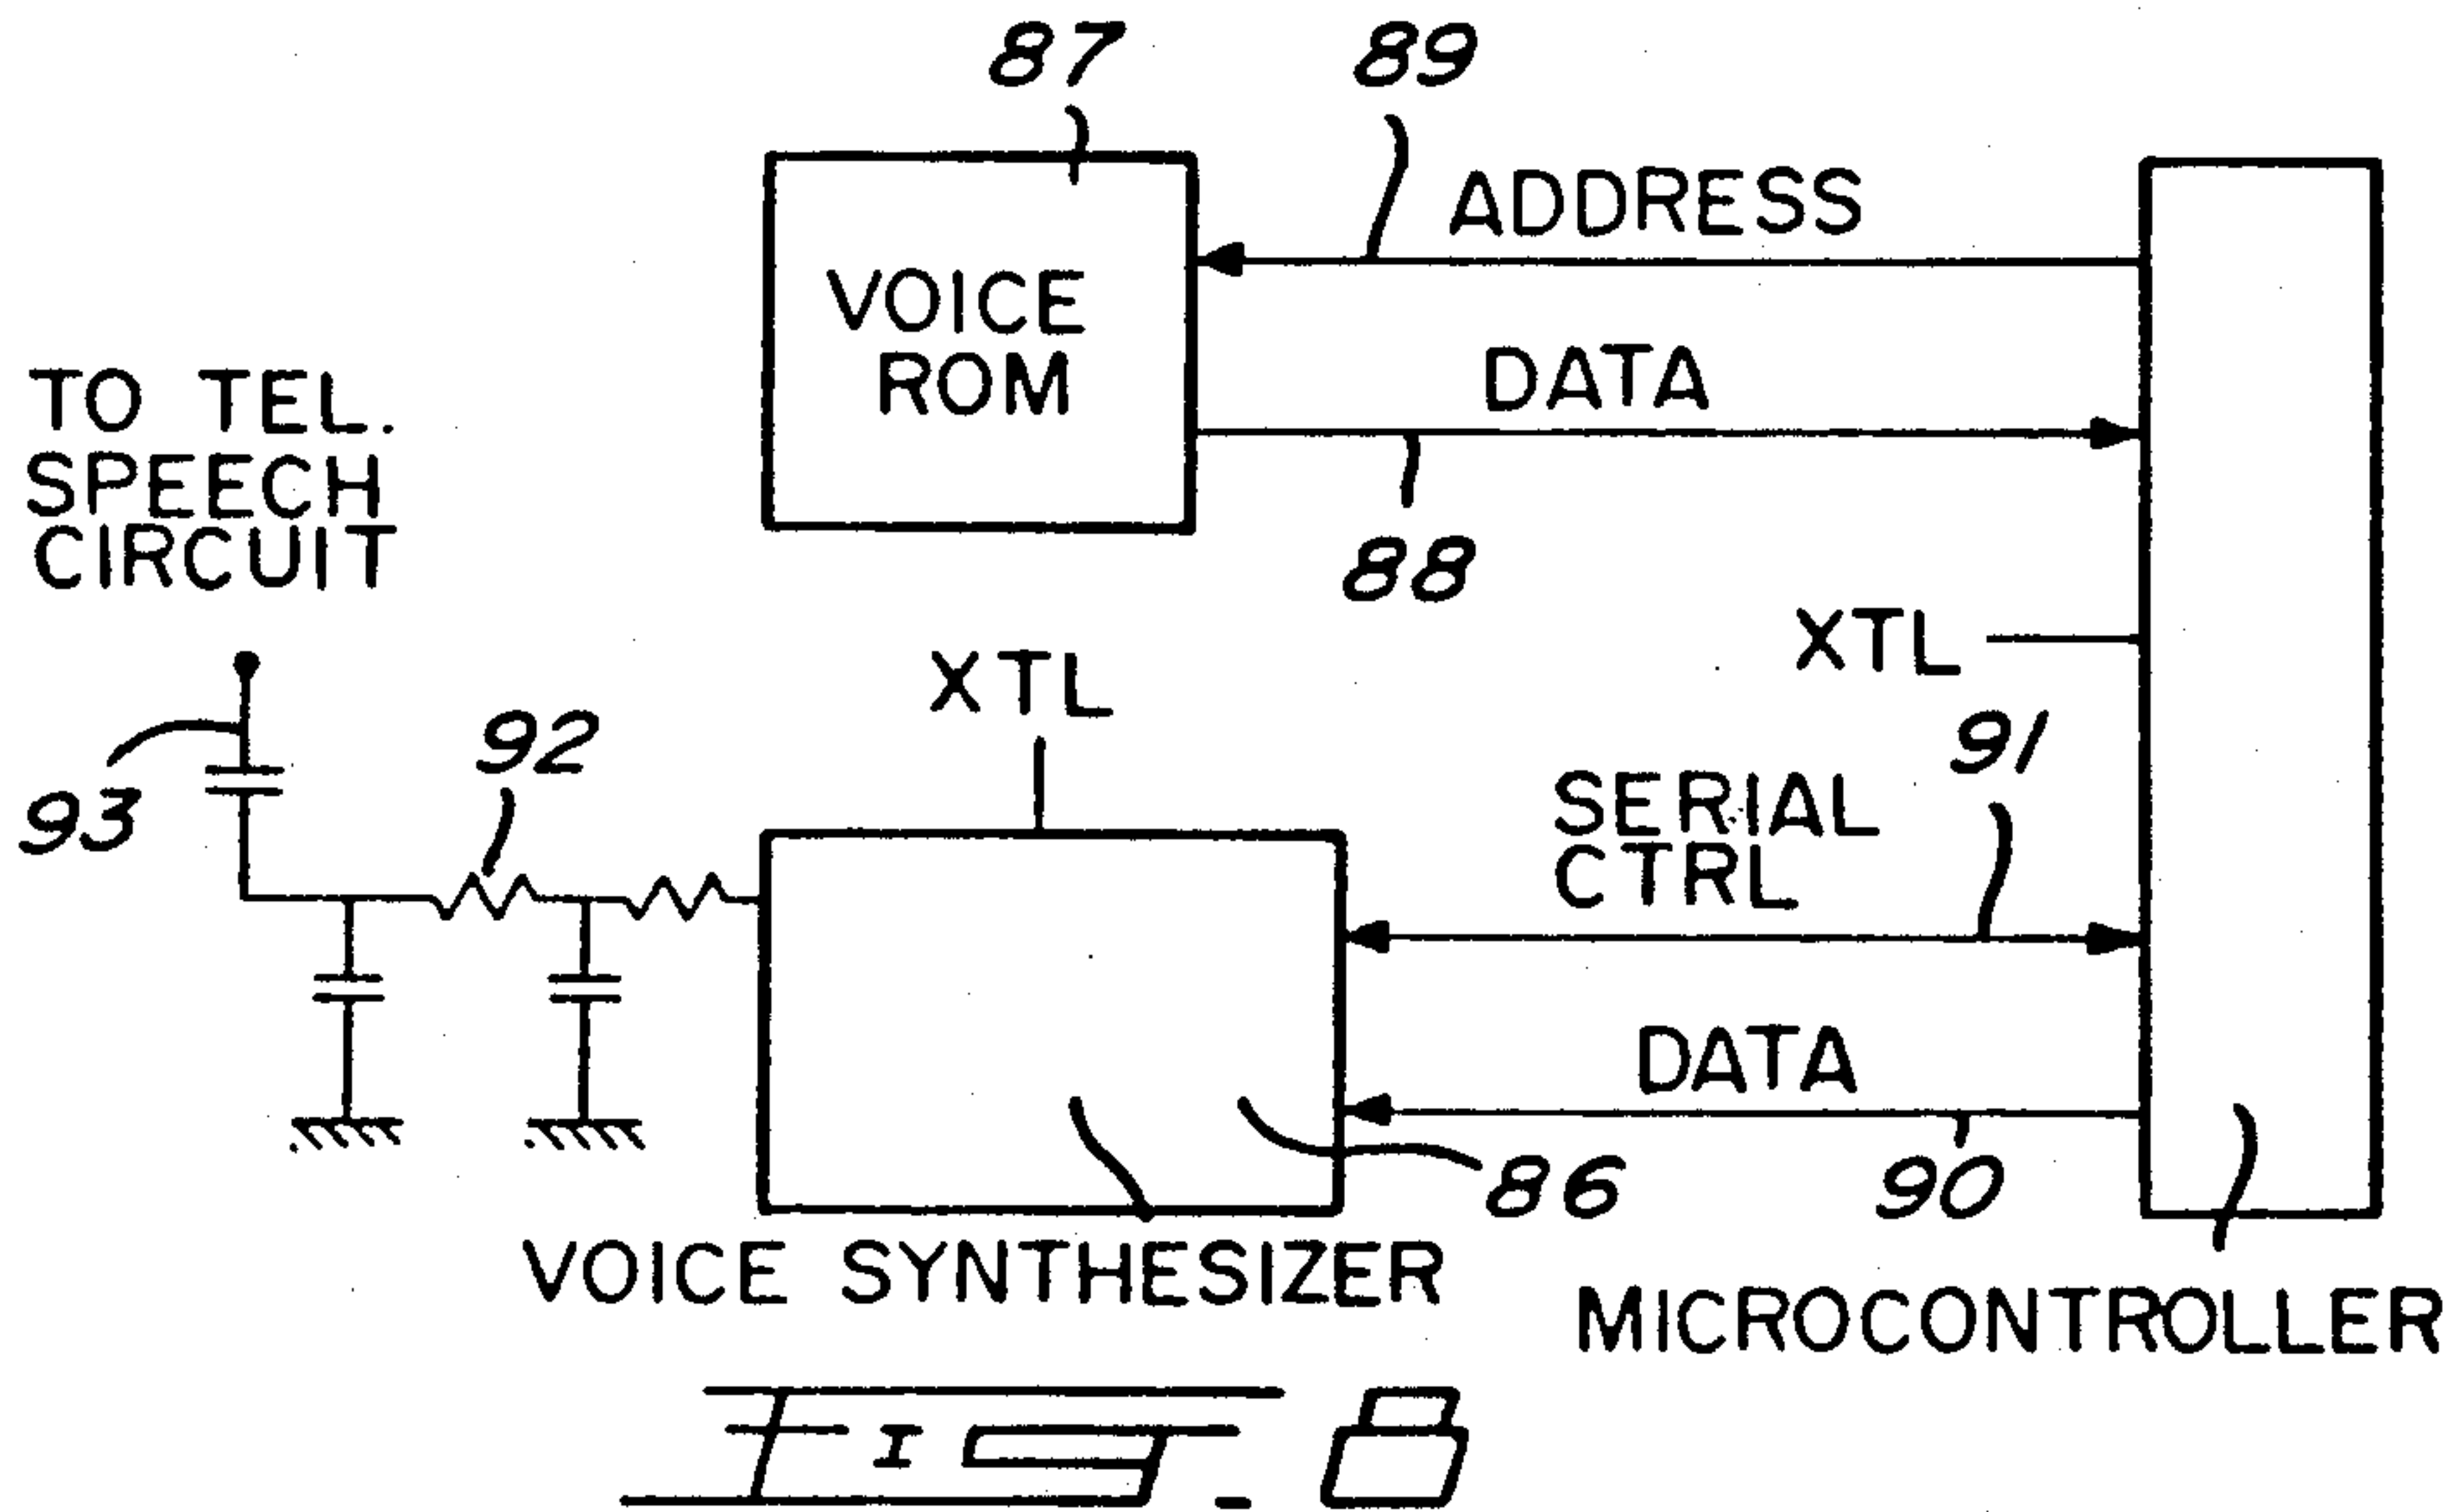 87
89
ADDRESS
VOICE
ROM
DATA
88
TO TEL.
SPEECH
CIRCUIT
XTL
XTL
93
92
91
SERIAL
CTRL
DATA
86
90
VOICE SYNTHESIZER
MICROCONTROLLER
FIG. 8